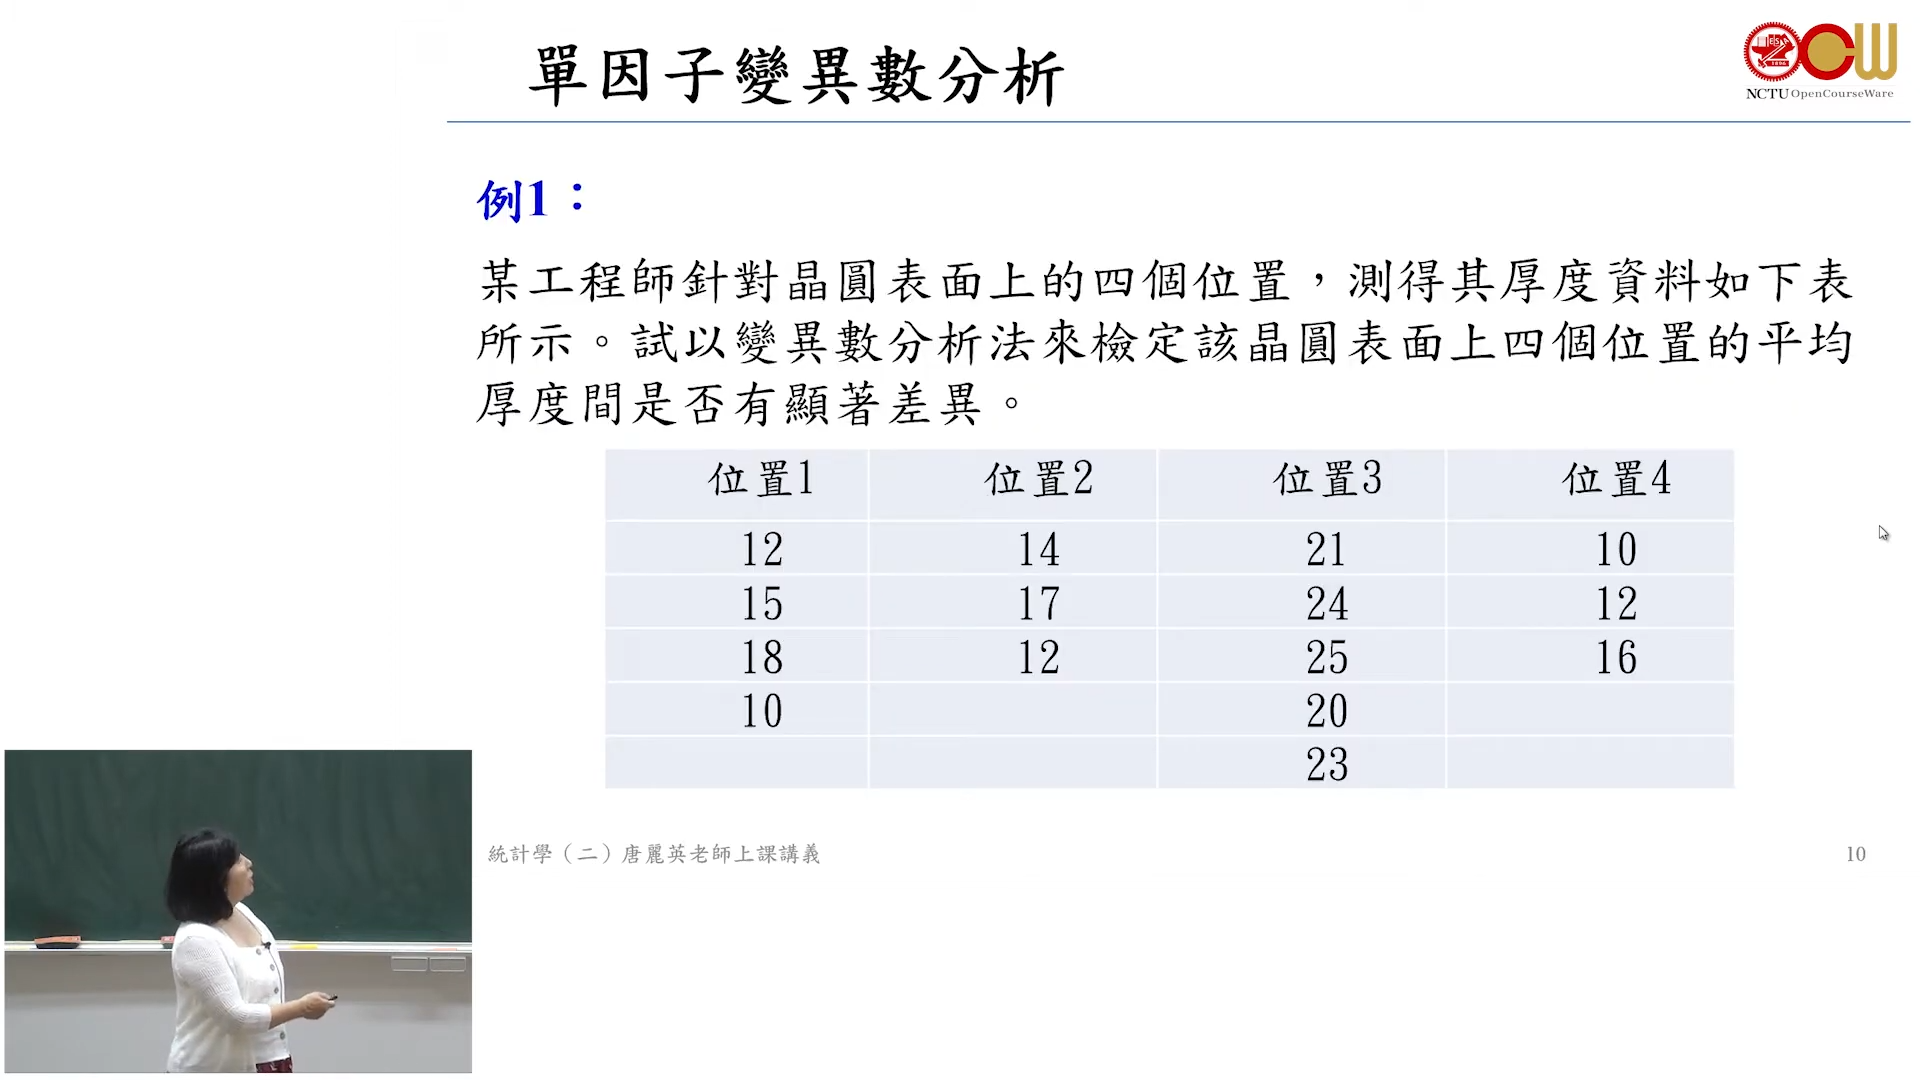 單因子變異數分析
NCTU OpenCourseWare
例1：
某工程師針對晶圓表面上的四個位置，測得其厚度資料如下表
所示。試以變異數分析法來檢定該晶圓表面上四個位置的平均
厚度間是否有顯著差異。
位置1 位置2 位置3 位置4
12 14 21 10
15 17 24 12
18 12 25 16
10 20
23
統計學（二）唐麗英老師上課講義
10